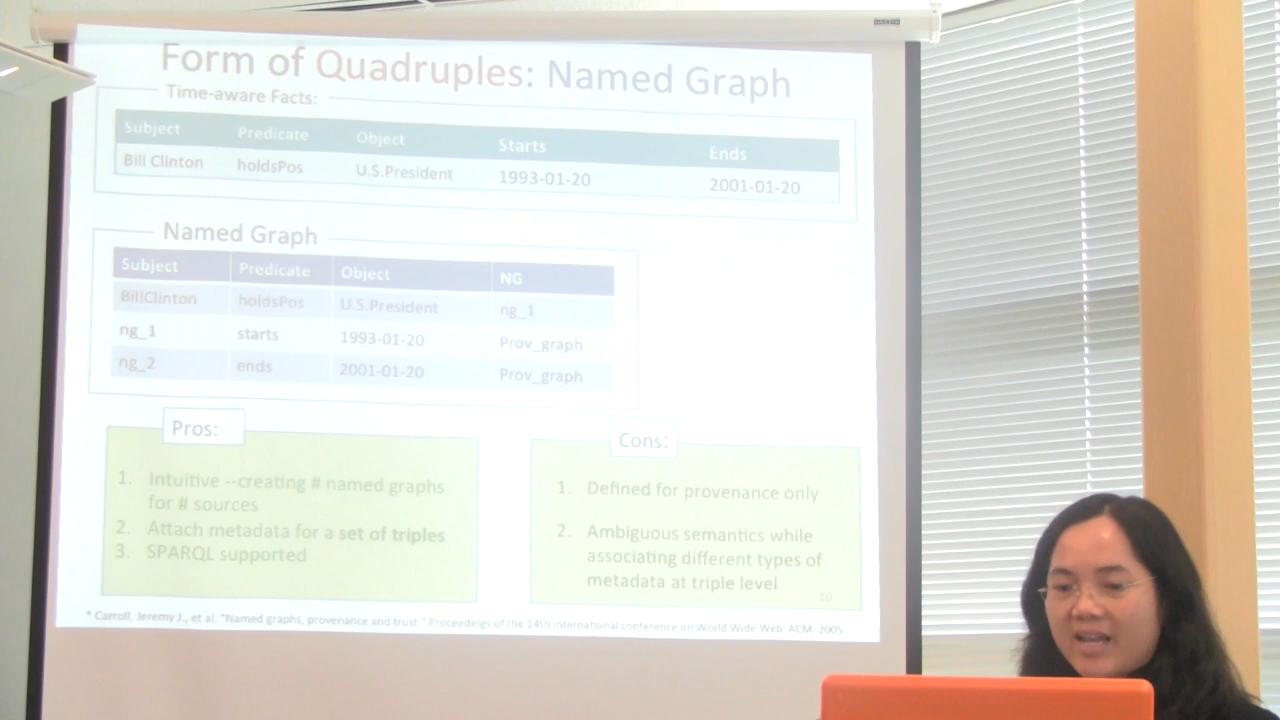 Form of Quadruples: Named Graph
Time-aware Facts:
Subject Predicate Object Starts Ends
Bill Clinton holdsPos U.S.President 1993-01-20 2001-01-20
Named Graph
Subject Predicate Object NG
BillClinton holdsPos U.S.President ng_1
ng_1 starts 1993-01-20 Prov_graph
ng_2 ends 2001-01-20 Prov_graph
Pros:
1. Intuitive --creating # named graphs
for # sources
2. Attach metadata for a set of triples
3. SPARQL supported
Cons:
1. Defined for provenance only
2. Ambiguous semantics while
associating different types of
metadata at triple level
10
* Carroll, Jeremy J., et al. "Named graphs, provenance and trust." Proceedings of the 14th international conference on World Wide Web. ACM, 2005